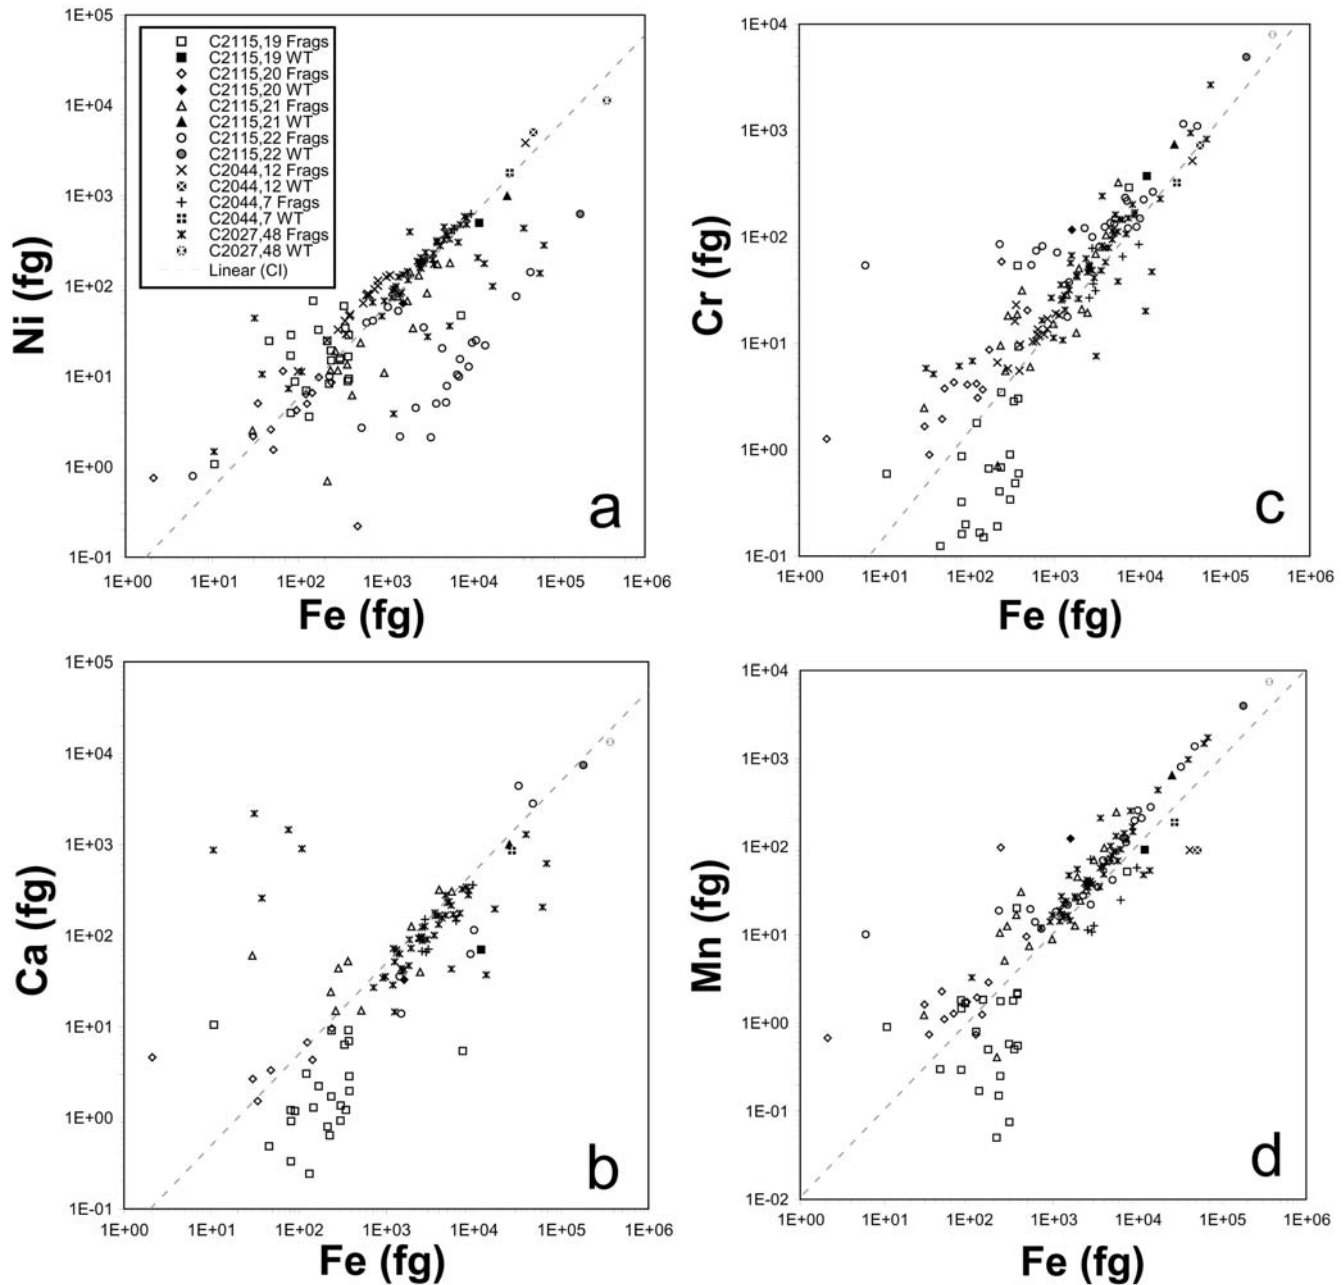 1E+05
1E+04
1E+03
1E+02
1E+01
1E+00
1E-01
Ni (fg)
C2115,19 Frags
C2115,19 WT
C2115,20 Frags
C2115,20 WT
C2115,21 Frags
C2115,21 WT
C2115,22 Frags
C2115,22 WT
C2044,12 Frags
C2044,12 WT
C2044,7 Frags
C2044,7 WT
C2027,48 Frags
C2027,48 WT
Linear (CI)
a
1E+00 1E+01 1E+02 1E+03 1E+04 1E+05 1E+06
Fe (fg)
1E+04
1E+03
1E+02
1E+01
1E+00
1E-01
Cr (fg)
c
1E+00 1E+01 1E+02 1E+03 1E+04 1E+05 1E+06
Fe (fg)
1E+05
1E+04
1E+03
1E+02
1E+01
1E+00
1E-01
Ca (fg)
b
1E+00 1E+01 1E+02 1E+03 1E+04 1E+05 1E+06
Fe (fg)
1E+04
1E+03
1E+02
1E+01
1E+00
1E-01
1E-02
Mn (fg)
d
1E+00 1E+01 1E+02 1E+03 1E+04 1E+05 1E+06
Fe (fg)